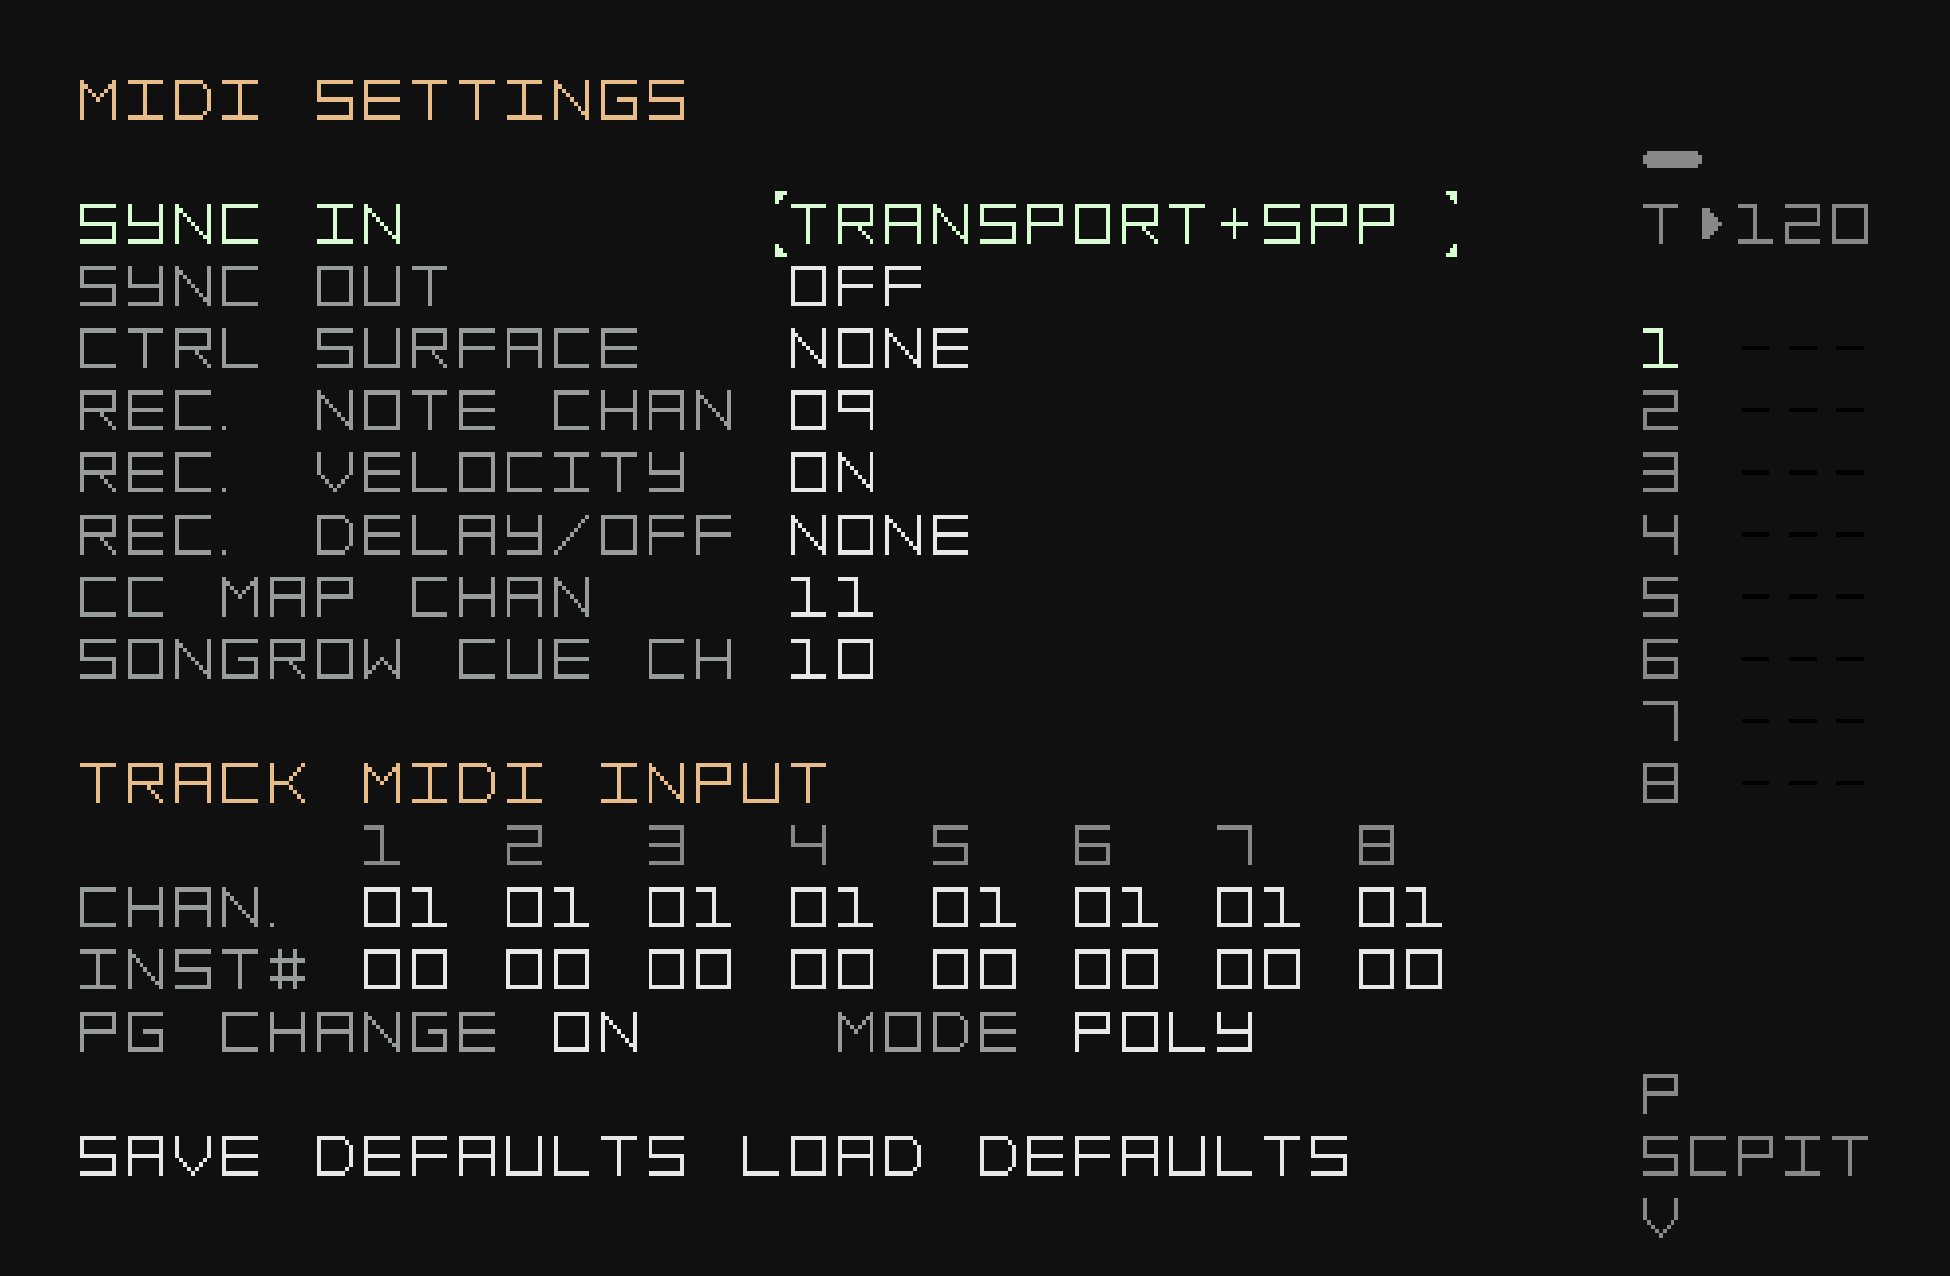 MIDI SETTINGS
SYNC IN TRANSPORT+SPP T▶120
SYNC OUT OFF
CTRL SURFACE NONE 1 ---
REC. NOTE CHAN 09 2 ---
REC. VELOCITY ON 3 ---
REC. DELAY/OFF NONE 4 ---
CC MAP CHAN 11 5 ---
SONGROW CUE CH 10 6 ---
7 ---
TRACK MIDI INPUT 8 ---
1 2 3 4 5 6 7 8
CHAN. 01 01 01 01 01 01 01 01
INST# 00 00 00 00 00 00 00 00
PG CHANGE ON MODE POLY
P
SAVE DEFAULTS LOAD DEFAULTS SCPIT
V